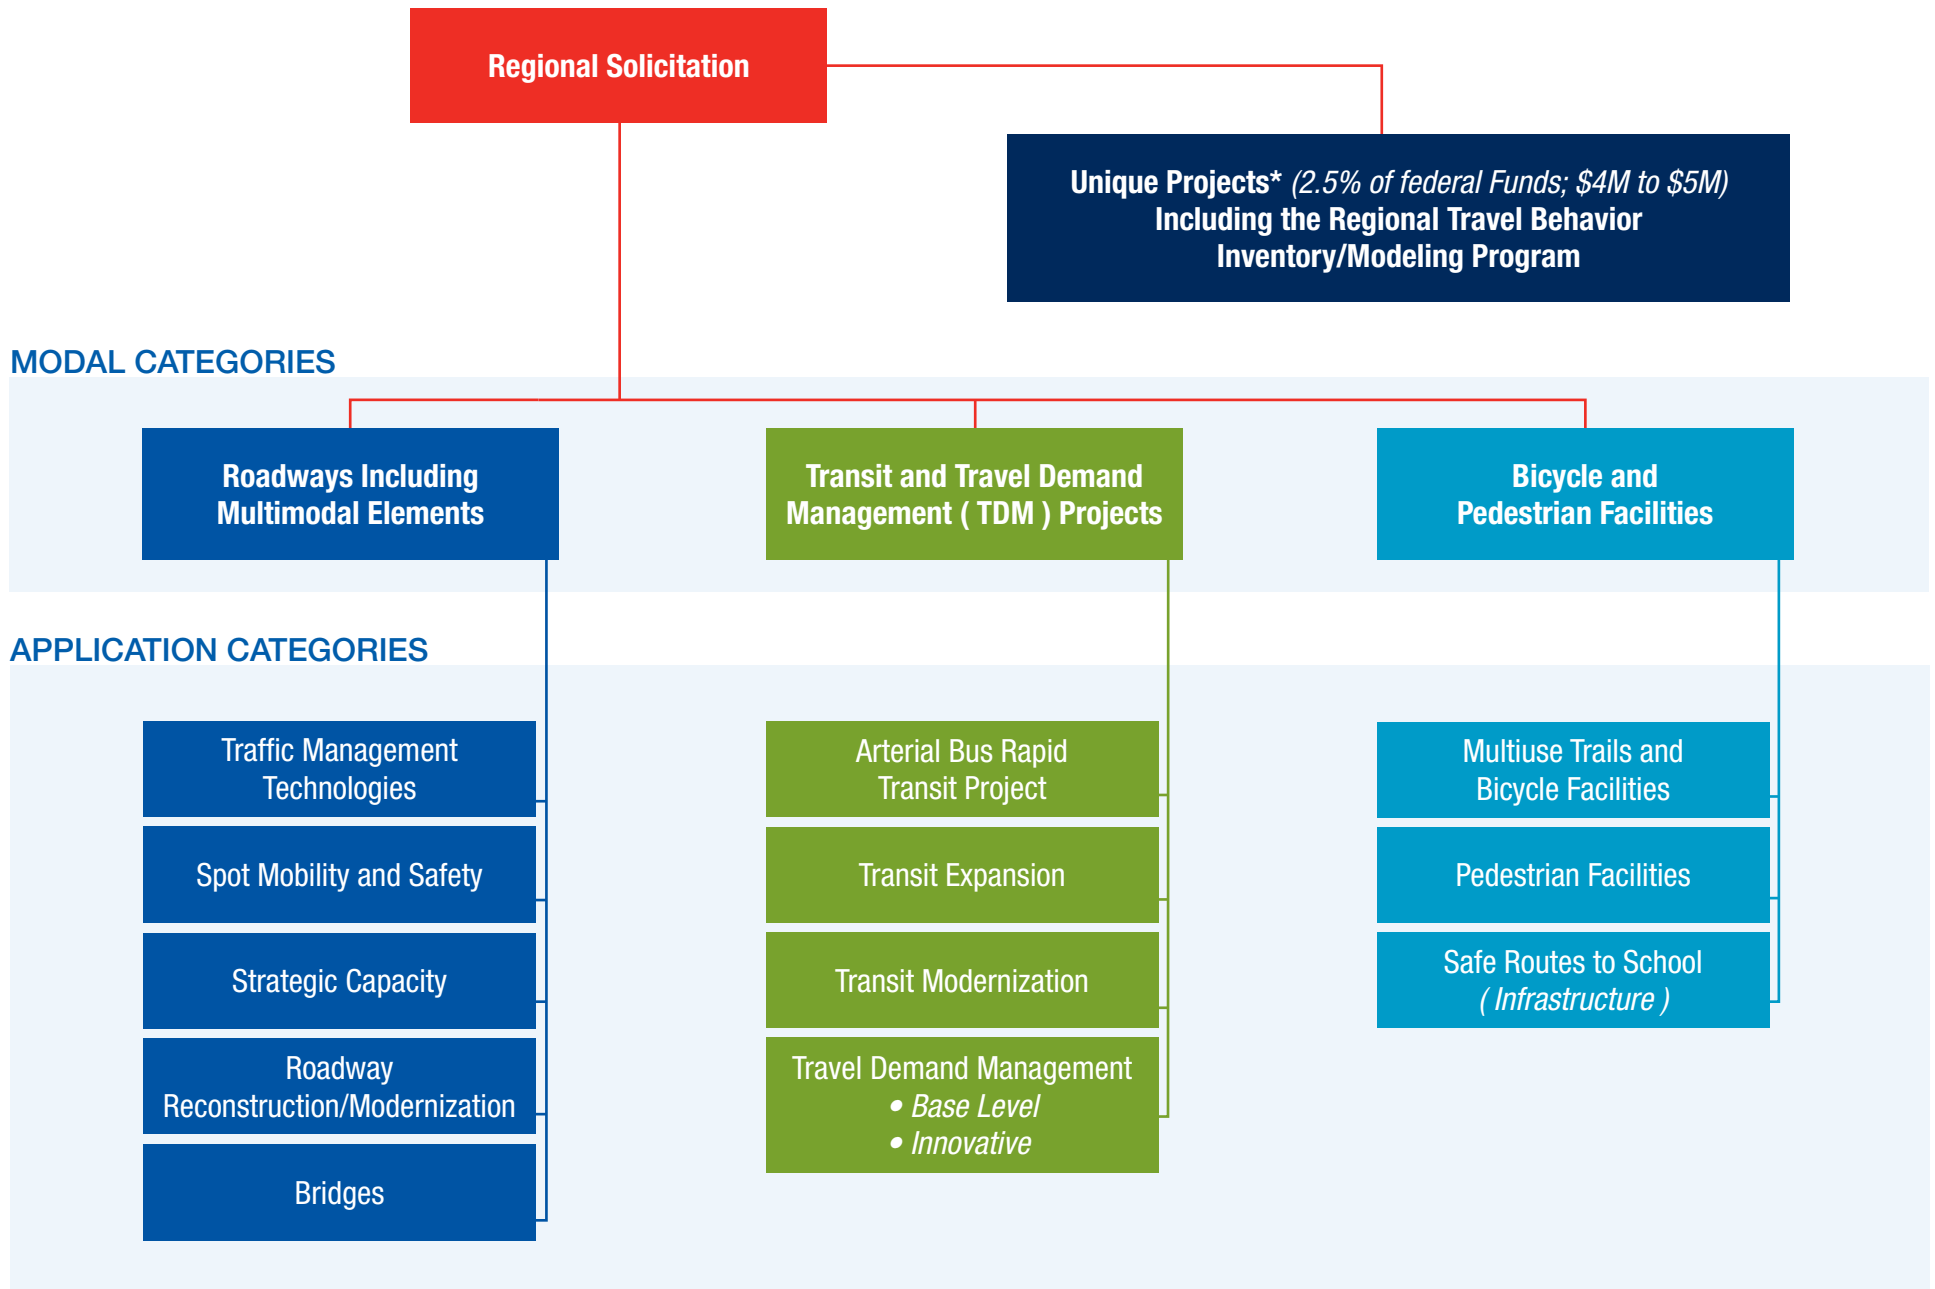 Regional Solicitation
Unique Projects* (2.5% of federal Funds; $4M to $5M)
Including the Regional Travel Behavior
Inventory/Modeling Program
MODAL CATEGORIES
Roadways Including
Multimodal Elements
Transit and Travel Demand
Management ( TDM ) Projects
Bicycle and
Pedestrian Facilities
APPLICATION CATEGORIES
Traffic Management
Technologies
Spot Mobility and Safety
Strategic Capacity
Roadway
Reconstruction/Modernization
Bridges
Arterial Bus Rapid
Transit Project
Transit Expansion
Transit Modernization
Travel Demand Management
• Base Level
• Innovative
Multiuse Trails and
Bicycle Facilities
Pedestrian Facilities
Safe Routes to School
( Infrastructure )